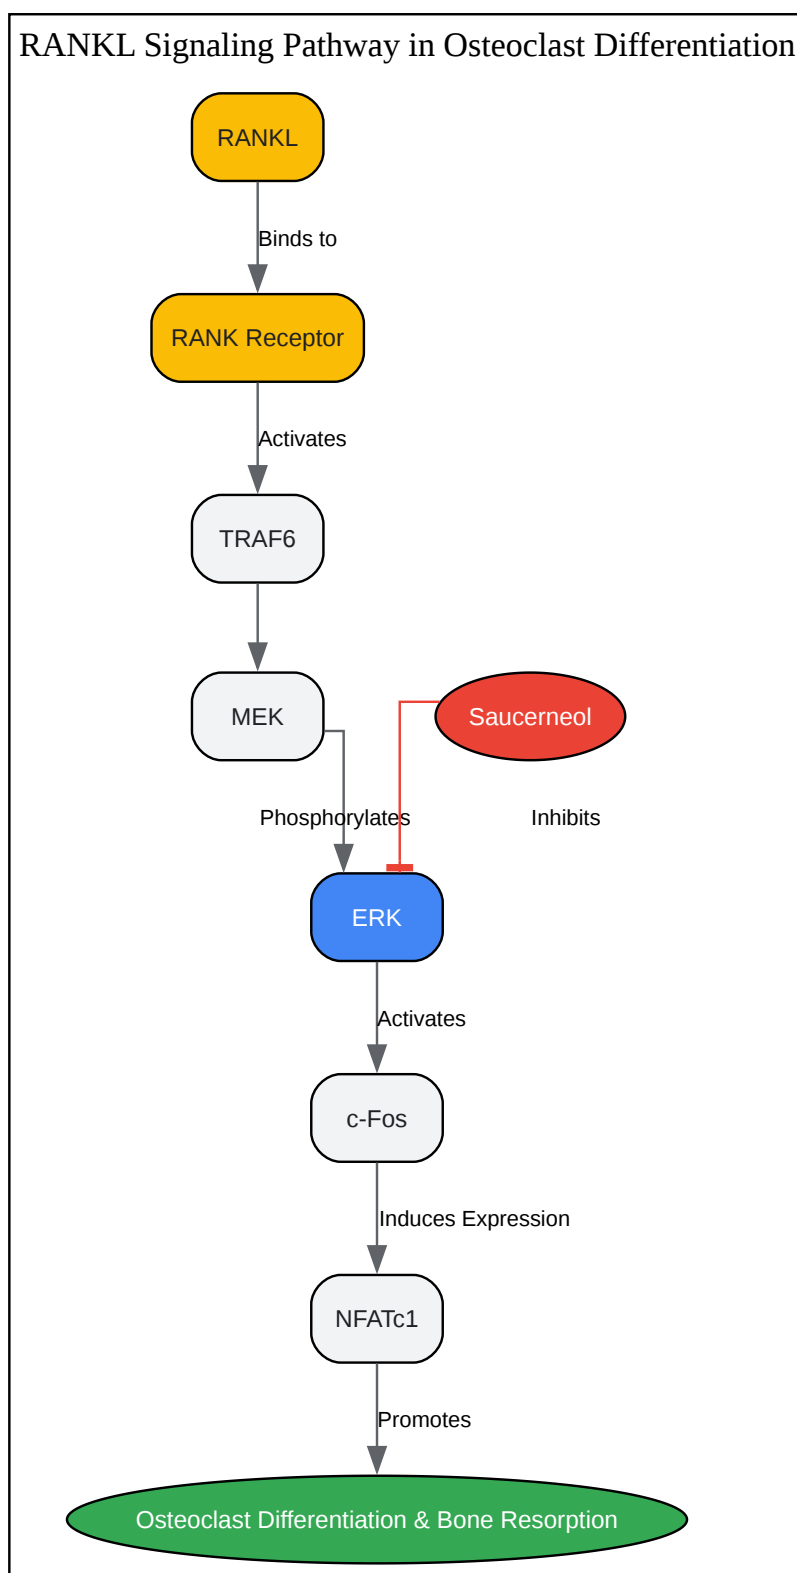 RANKL Signaling Pathway in Osteoclast Differentiation
RANKL
Binds to
RANK Receptor
Activates
TRAF6
MEK
Saucerneol
Phosphorylates
Inhibits
ERK
Activates
c-Fos
Induces Expression
NFATc1
Promotes
Osteoclast Differentiation & Bone Resorption